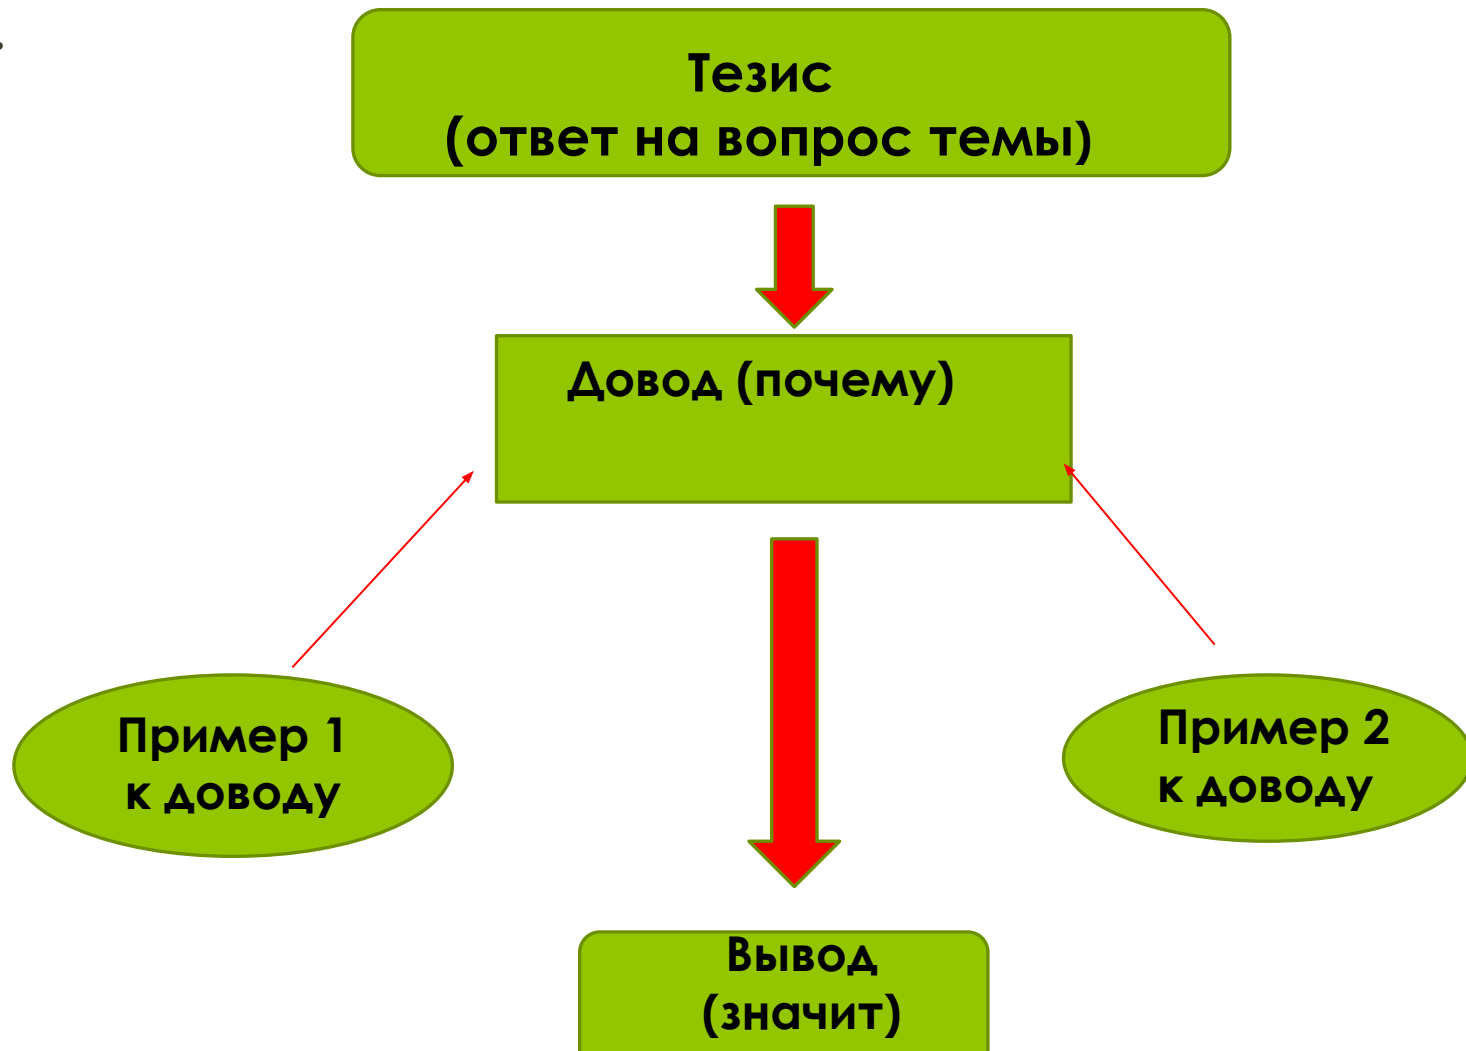 Тезис
(ответ на вопрос темы)
Довод (почему)
Пример 1
к доводу
Пример 2
к доводу
Вывод
(значит)